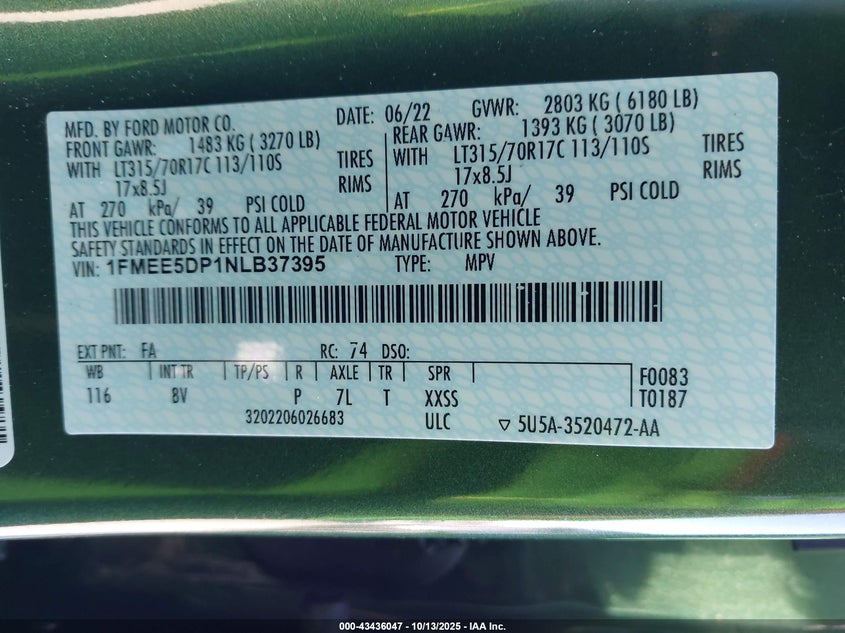 MFD. BY FORD MOTOR CO. DATE: 06/22 GVWR: 2803 KG ( 6180 LB)
FRONT GAWR: 1483 KG ( 3270 LB) REAR GAWR: 1393 KG ( 3070 LB)
WITH LT315/70R17C 113/110S TIRES WITH LT315/70R17C 113/110S TIRES
17x8.5J RIMS 17x8.5J RIMS
AT 270 kPa/ 39 PSI COLD AT 270 kPa/ 39 PSI COLD
THIS VEHICLE CONFORMS TO ALL APPLICABLE FEDERAL MOTOR VEHICLE
SAFETY STANDARDS IN EFFECT ON THE DATE OF MANUFACTURE SHOWN ABOVE.
VIN: 1FMEE5DP1NLB37395 TYPE: MPV
EXT PNT: FA RC: 74 DSO:
WB INT TR TP/PS R AXLE TR SPR F0083
116 BV P 7L T XXSS T0187
3202206026683 ULC ▽ 5U5A-3520472-AA
000-43436047 - 10/13/2025 - IAA Inc.